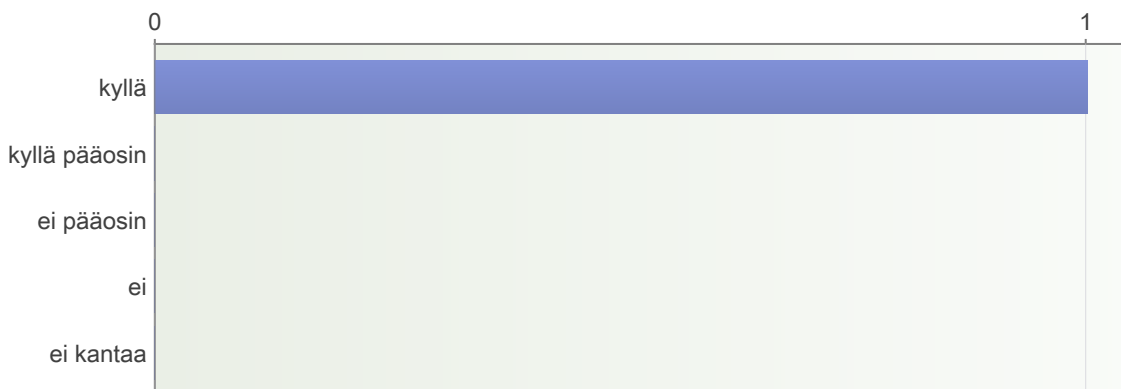 0 1
kyllä
kyllä pääosin
ei pääosin
ei
ei kantaa